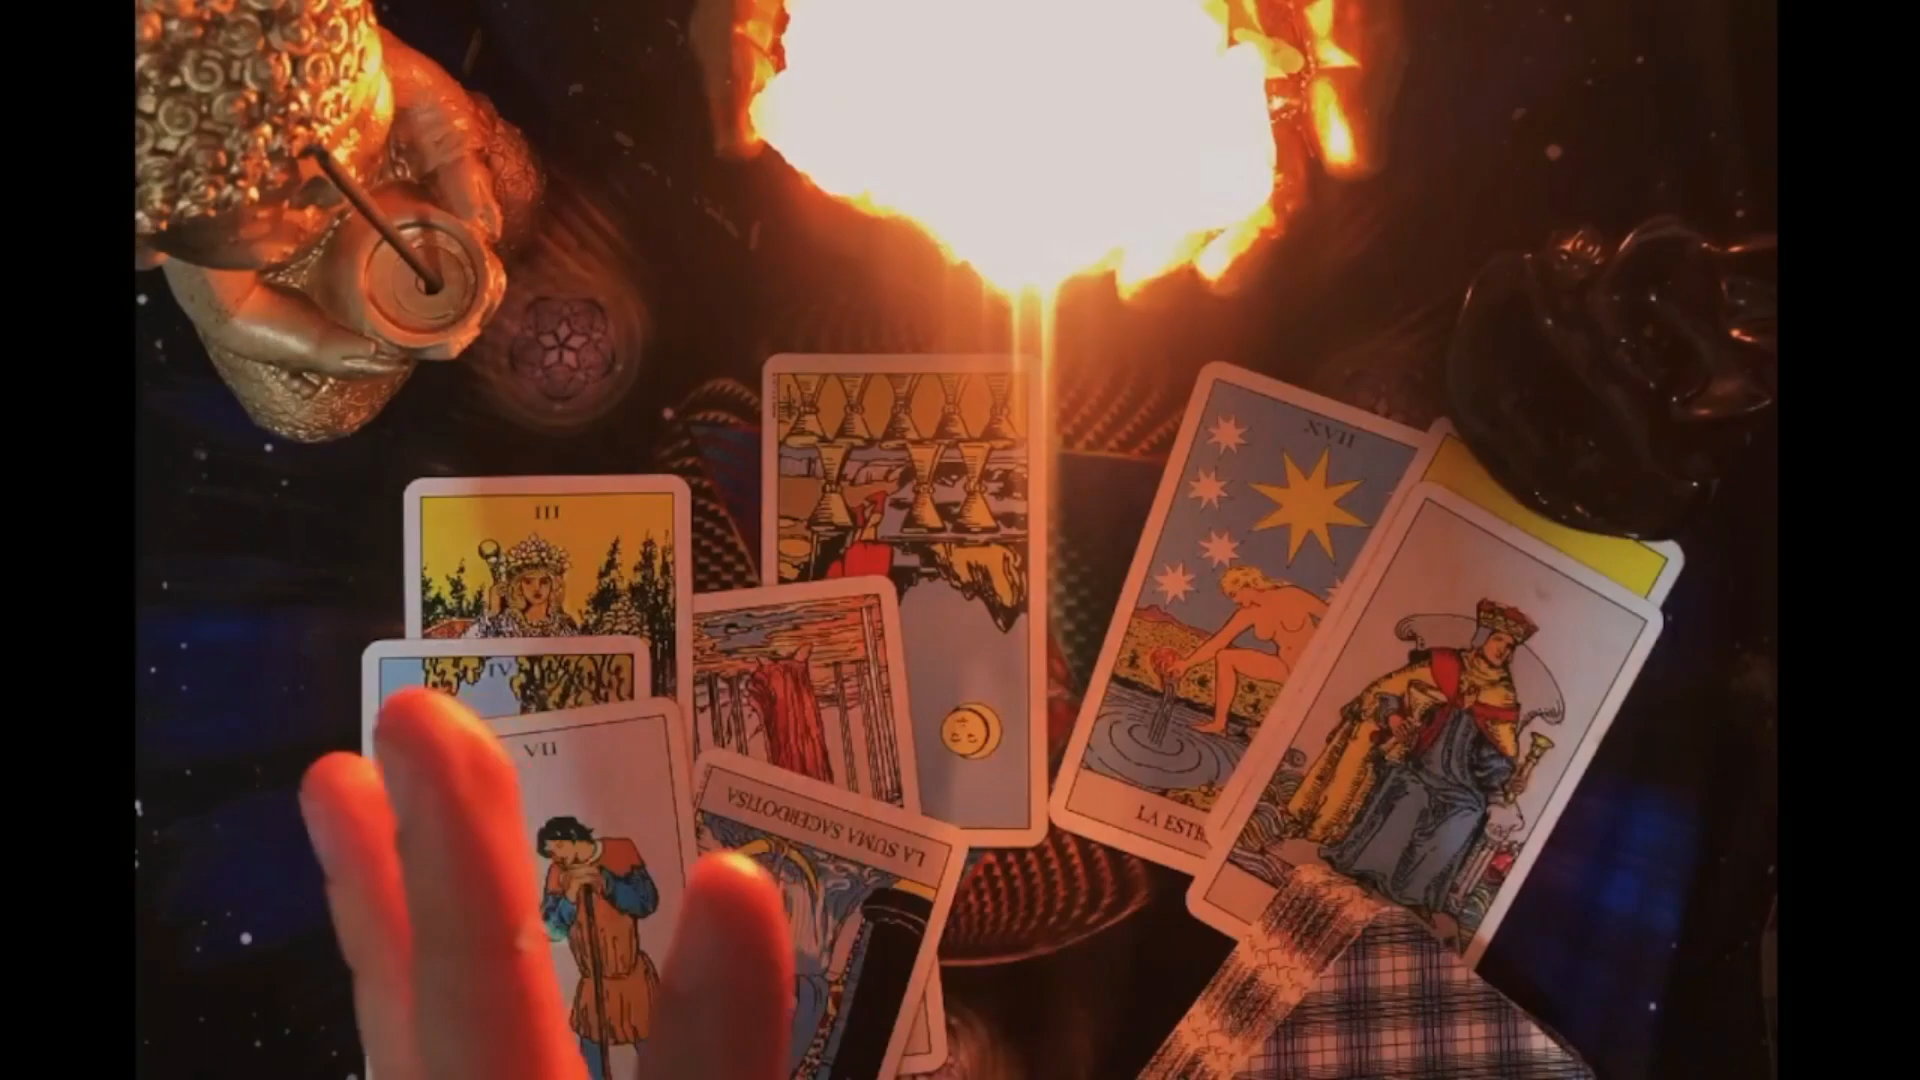 XVII
III
IV
VII
LA SUMA SACERDOTISA
LA ESTR